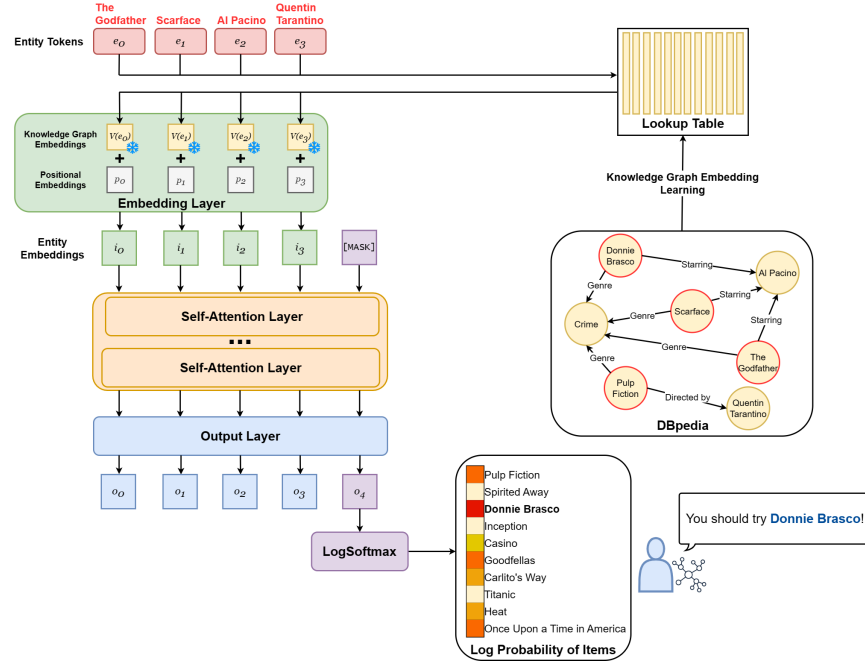 The
Godfather
Scarface
Al Pacino
Quentin
Tarantino
Entity Tokens
e0
e1
e2
e3
Lookup Table
Knowledge Graph
Embeddings
V(e0)
V(e1)
V(e2)
V(e3)
+
+
+
+
Positional
Embeddings
p0
p1
p2
p3
Embedding Layer
Knowledge Graph Embedding
Learning
Entity
Embeddings
i0
i1
i2
i3
[MASK]
Self-Attention Layer
...
Self-Attention Layer
Output Layer
o0
o1
o2
o3
o4
LogSoftmax
Donnie
Brasco
Starring
Al Pacino
Genre
Starring
Scarface
Crime
Genre
Starring
Genre
The
Godfather
Genre
Pulp
Fiction
Directed by
Quentin
Tarantino
DBpedia
Pulp Fiction
Spirited Away
Donnie Brasco
Inception
Casino
Goodfellas
Carlito's Way
Titanic
Heat
Once Upon a Time in America
Log Probability of Items
You should try Donnie Brasco!